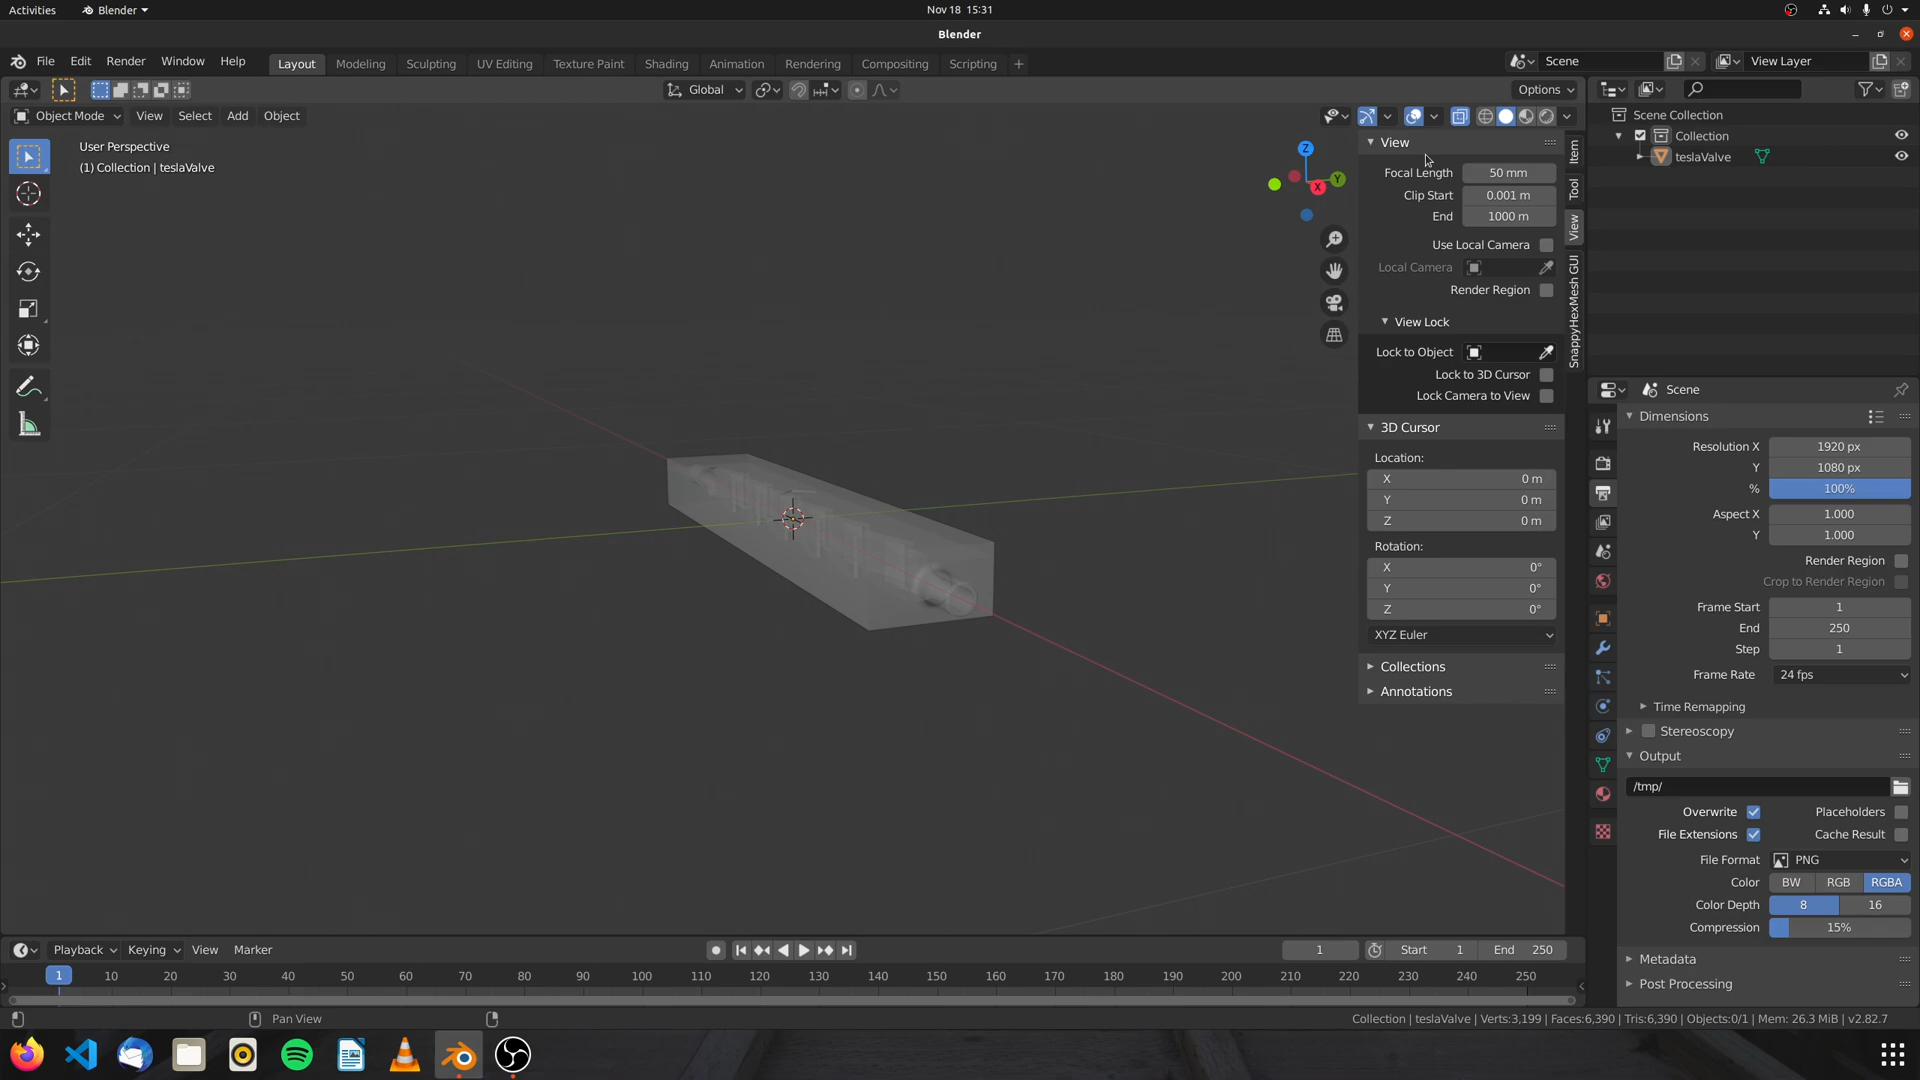 Activities
Blender
Nov 18 15:31
Blender
File Edit Render Window Help
Layout Modeling Sculpting UV Editing Texture Paint Shading Animation Rendering Compositing Scripting +
Scene
View Layer
Global
Options
Object Mode View Select Add Object
User Perspective
(1) Collection | teslaValve
Z
Y
X
View
Focal Length 50 mm
Clip Start 0.001 m
End 1000 m
Use Local Camera
Local Camera
Render Region
View Lock
Lock to Object
Lock to 3D Cursor
Lock Camera to View
3D Cursor
Location:
X 0 m
Y 0 m
Z 0 m
Rotation:
X 0°
Y 0°
Z 0°
XYZ Euler
Collections
Annotations
Item
Tool
View
SnappyHexMesh GUI
Scene Collection
Collection
teslaValve
Scene
Dimensions
Resolution X 1920 px
Y 1080 px
% 100%
Aspect X 1.000
Y 1.000
Render Region
Crop to Render Region
Frame Start 1
End 250
Step 1
Frame Rate 24 fps
Time Remapping
Stereoscopy
Output
/tmp/
Overwrite Placeholders
File Extensions Cache Result
File Format PNG
Color BW RGB RGBA
Color Depth 8 16
Compression 15%
Metadata
Post Processing
Playback Keying View Marker
1 Start 1 End 250
1 10 20 30 40 50 60 70 80 90 100 110 120 130 140 150 160 170 180 190 200 210 220 230 240 250
Pan View
Collection | teslaValve | Verts:3,199 | Faces:6,390 | Tris:6,390 | Objects:0/1 | Mem: 26.3 MiB | v2.82.7